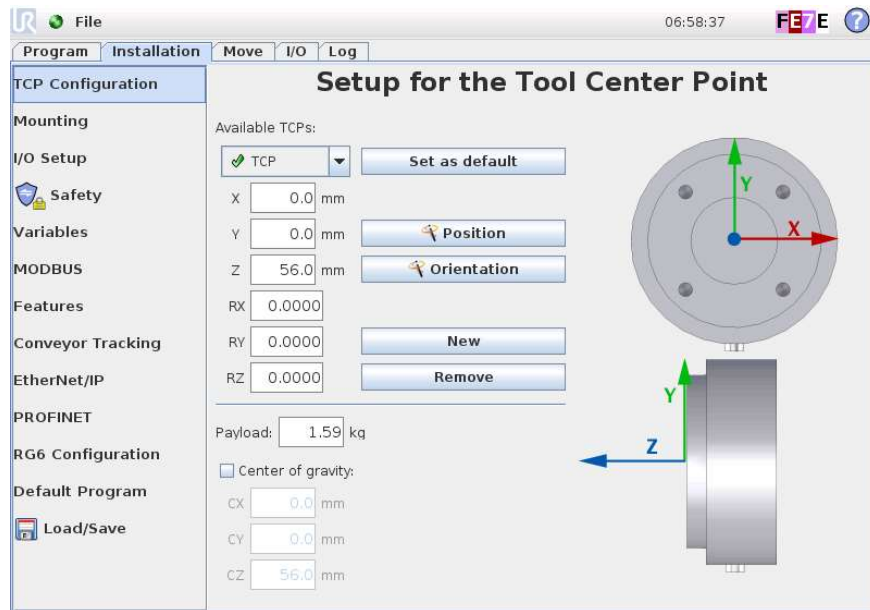 UR File 06:58:37 FE7E ?
Program Installation Move I/O Log
TCP Configuration
Mounting
I/O Setup
Safety
Variables
MODBUS
Features
Conveyor Tracking
EtherNet/IP
PROFINET
RG6 Configuration
Default Program
Load/Save
Setup for the Tool Center Point
Available TCPs:
TCP Set as default
X 0.0 mm
Y 0.0 mm Position
Z 56.0 mm Orientation
RX 0.0000
RY 0.0000 New
RZ 0.0000 Remove
Payload: 1.59 kg
Center of gravity:
CX 0.0 mm
CY 0.0 mm
CZ 56.0 mm
Y
X
Y
Z